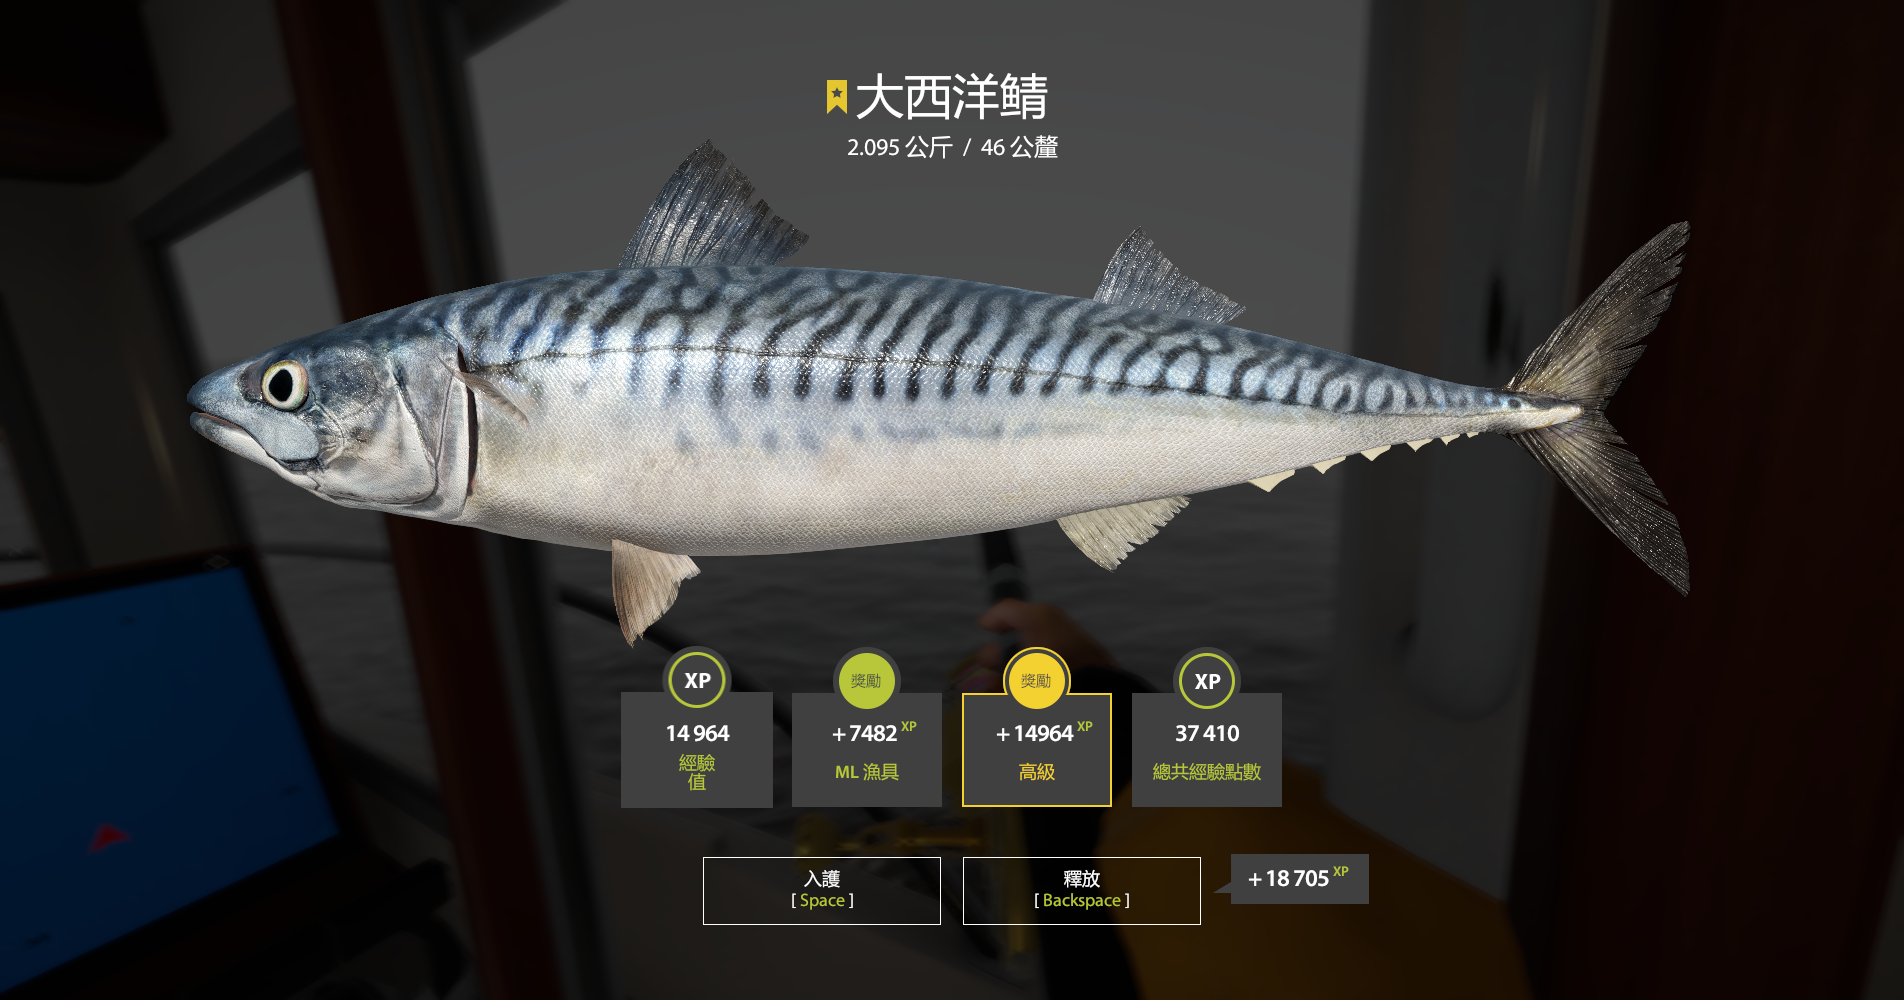 大西洋鯖
2.095 公斤 / 46 公釐
XP
14 964
經驗
值
獎勵
+ 7482 XP
ML 漁具
獎勵
+ 14964 XP
高級
XP
37 410
總共經驗點數
入護
[ Space ]
釋放
[ Backspace ]
+ 18 705 XP